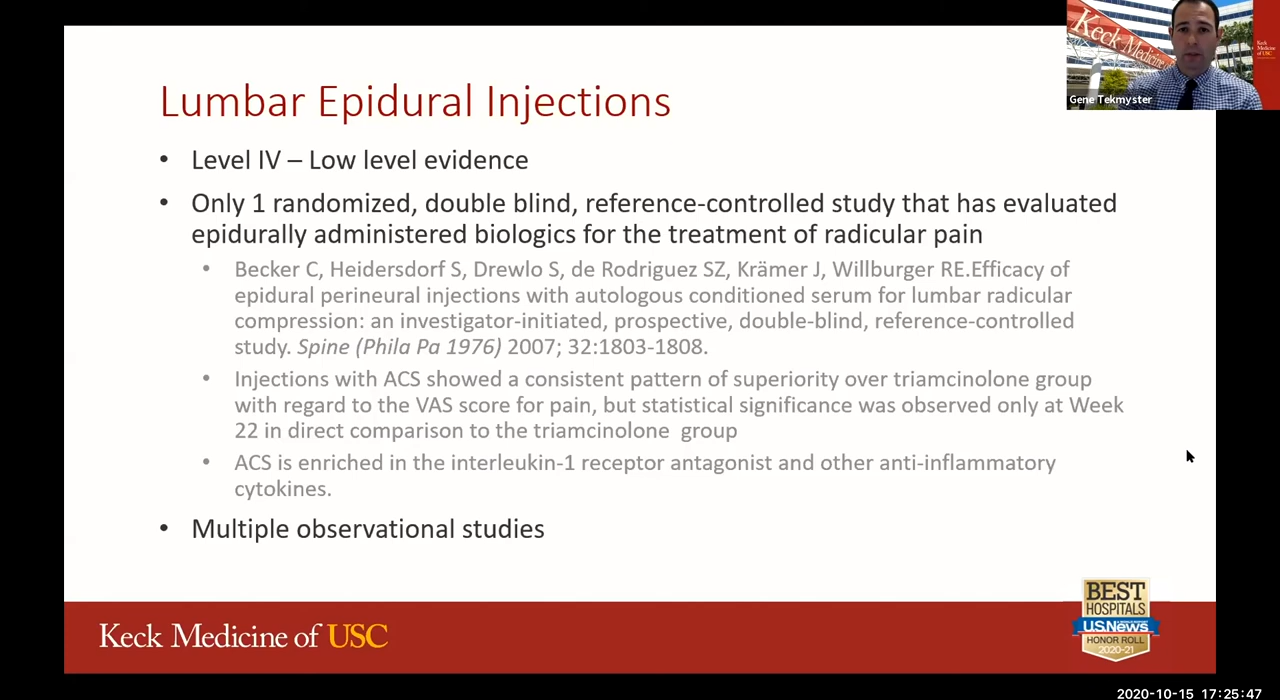 Lumbar Epidural Injections
• Level IV – Low level evidence
• Only 1 randomized, double blind, reference-controlled study that has evaluated
epidurally administered biologics for the treatment of radicular pain
• Becker C, Heidersdorf S, Drewlo S, de Rodriguez SZ, Krämer J, Willburger RE.Efficacy of
epidural perineural injections with autologous conditioned serum for lumbar radicular
compression: an investigator-initiated, prospective, double-blind, reference-controlled
study. Spine (Phila Pa 1976) 2007; 32:1803-1808.
• Injections with ACS showed a consistent pattern of superiority over triamcinolone group
with regard to the VAS score for pain, but statistical significance was observed only at Week
22 in direct comparison to the triamcinolone group
• ACS is enriched in the interleukin-1 receptor antagonist and other anti-inflammatory
cytokines.
• Multiple observational studies
Keck Medicine of USC
BEST
HOSPITALS
U.S.News
HONOR ROLL
2020-21
Keck Medicine of
Keck
Medicine
of USC
Gene Tekmyster
2020-10-15 17:25:47